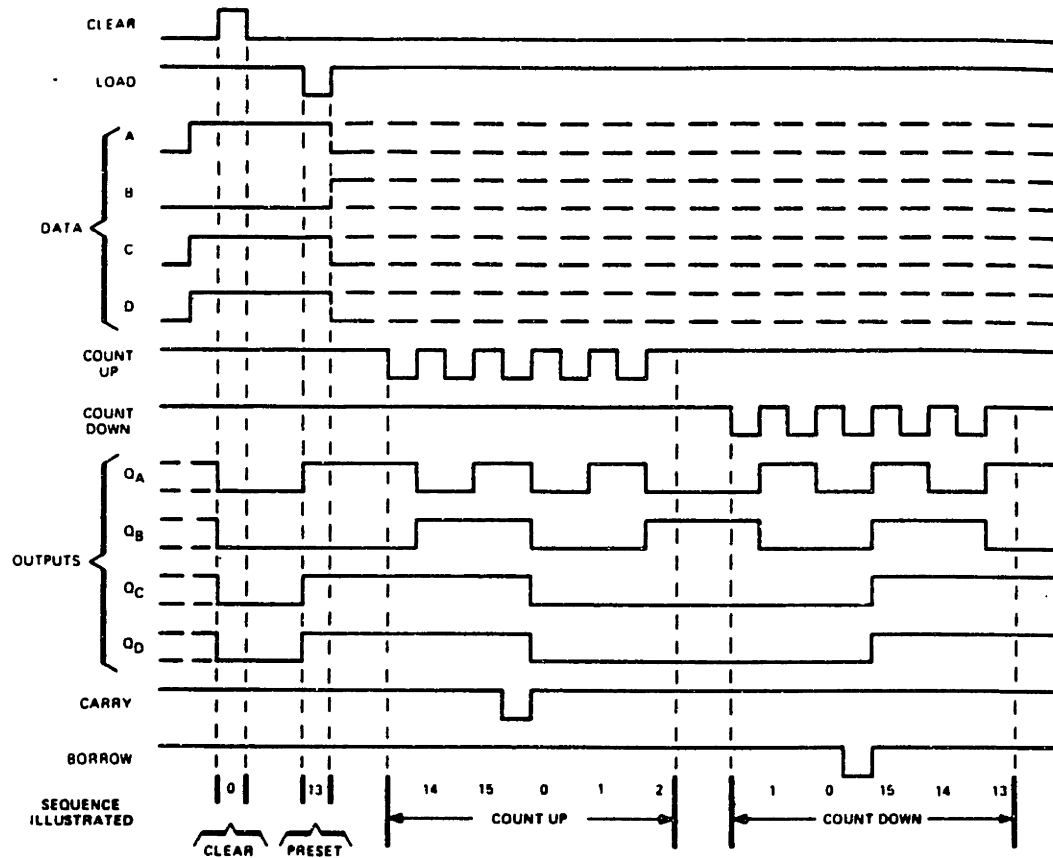 CLEAR
LOAD
A
B
DATA
C
D
COUNT
UP
COUNT
DOWN
QA
QB
OUTPUTS
QC
QD
CARRY
BORROW
SEQUENCE
ILLUSTRATED
0 13 14 15 0 1 2 1 0 15 14 13
COUNT UP COUNT DOWN
CLEAR PRESET